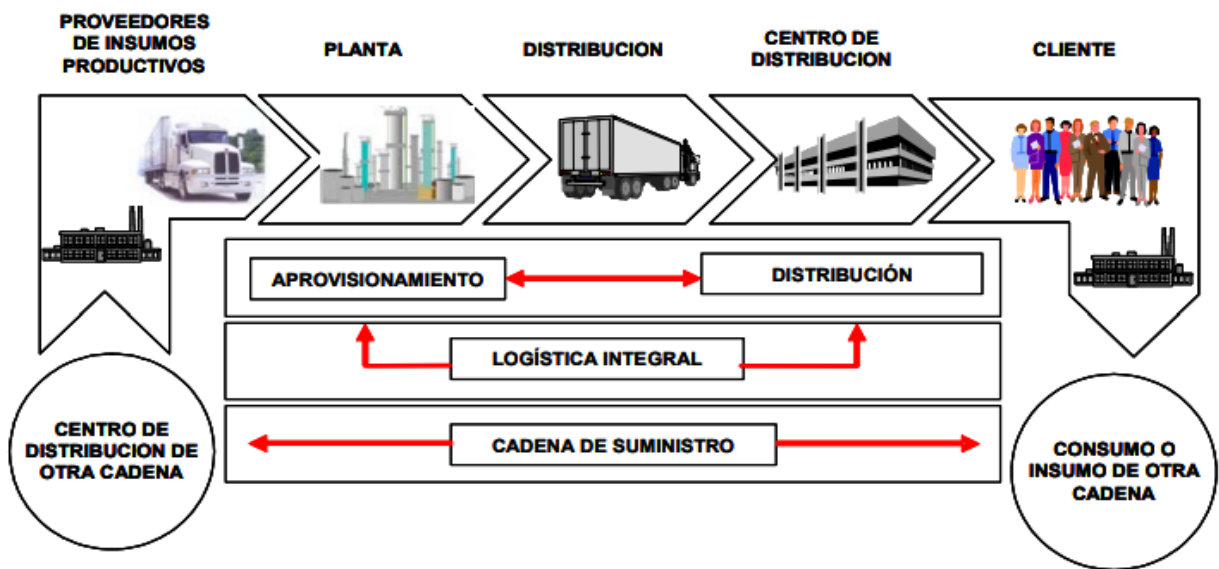 PROVEEDORES
DE INSUMOS
PRODUCTIVOS
PLANTA
DISTRIBUCION
CENTRO DE
DISTRIBUCION
CLIENTE
APROVISIONAMIENTO
DISTRIBUCIÓN
LOGÍSTICA INTEGRAL
CADENA DE SUMINISTRO
CENTRO DE
DISTRIBUCION DE
OTRA CADENA
CONSUMO O
INSUMO DE OTRA
CADENA